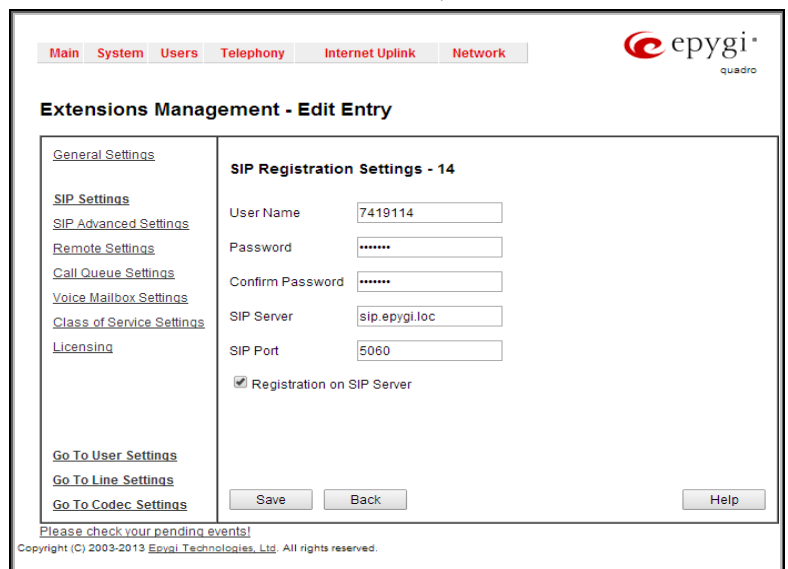 Main System Users Telephony Internet Uplink Network
epygi
quadro
Extensions Management - Edit Entry
General Settings
SIP Settings
SIP Advanced Settings
Remote Settings
Call Queue Settings
Voice Mailbox Settings
Class of Service Settings
Licensing
Go To User Settings
Go To Line Settings
Go To Codec Settings
SIP Registration Settings - 14
User Name 7419114
Password •••••••
Confirm Password •••••••
SIP Server sip.epygi.loc
SIP Port 5060
Registration on SIP Server
Save Back Help
Please check your pending events!
Copyright (C) 2003-2013 Epygi Technologies, Ltd. All rights reserved.